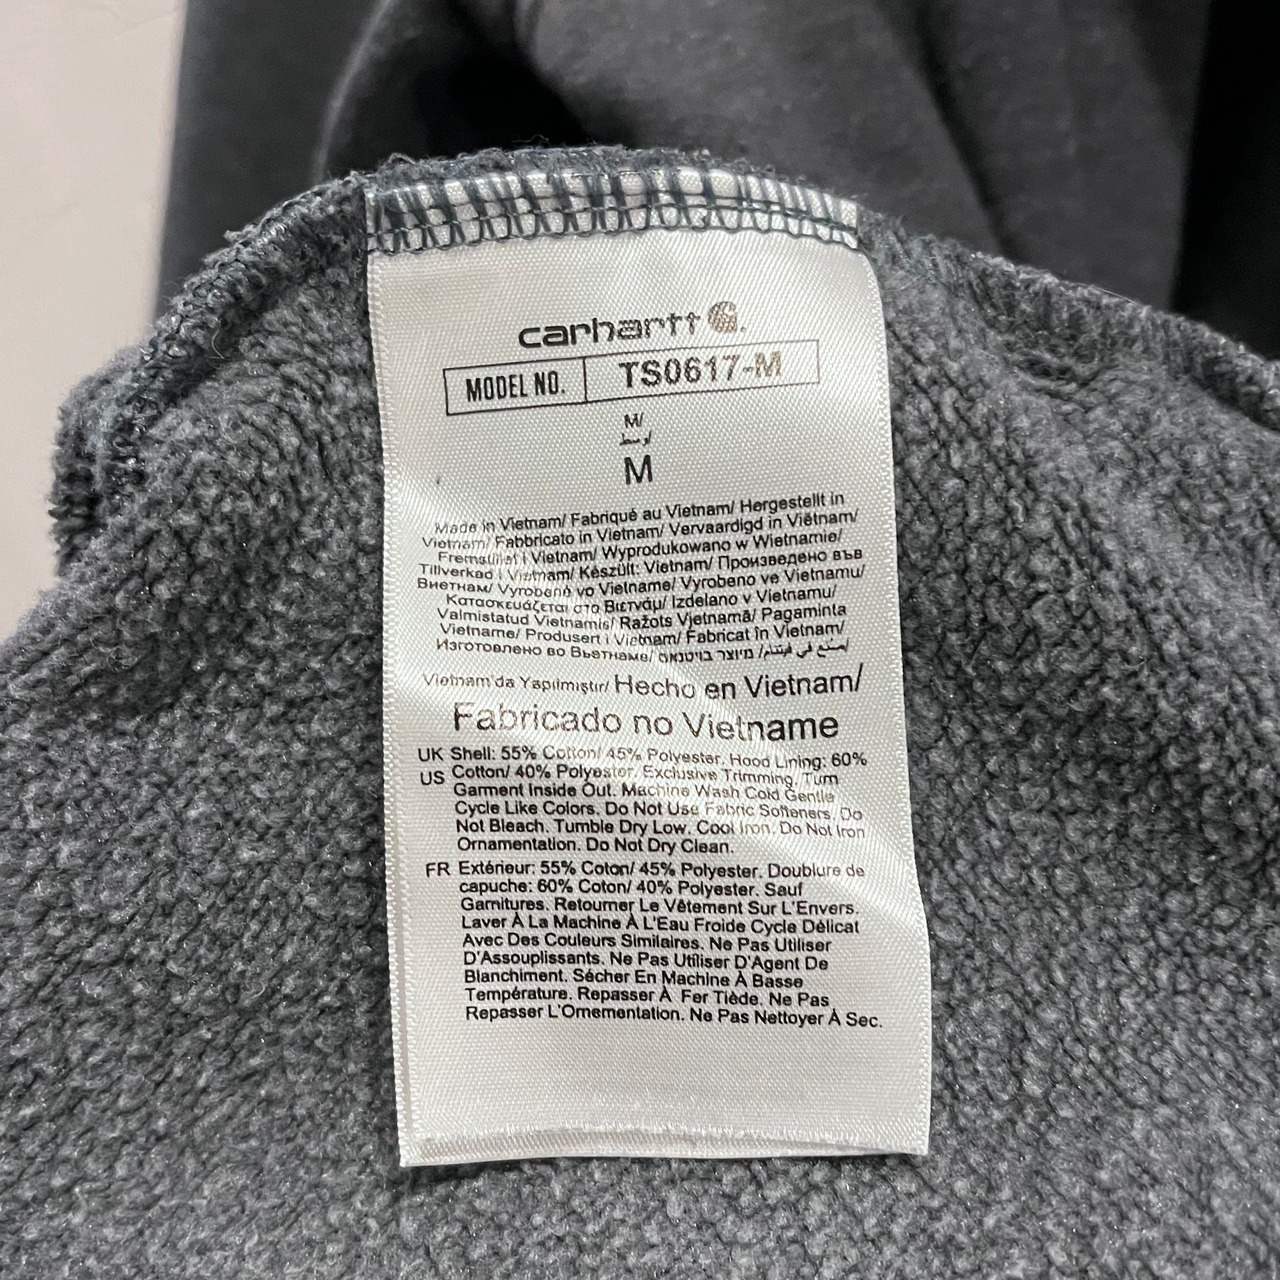 carhartt
MODEL NO. TS0617-M
M/
وسط/
M
Made in Vietnam/ Fabriqué au Vietnam/ Hergestellt in
Vietnam/ Fabbricato in Vietnam/ Vervaardigd in Viëtnam/
Fremstillet i Vietnam/ Wyprodukowano w Wietnamie/
Tillverkad i Vietnam/ Készült: Vietnam/ Произведено във
Виетнам/ Vyrobené vo Vietname/ Vyrobeno ve Vietnamu/
Κατασκευάζεται στο Βιετνάμ/ Izdelano v Vietnamu/
Valmistatud Vietnamis/ Ražots Vjetnamā/ Pagaminta
Vietname/ Produsert i Vietnam/ Fabricat în Vietnam/
Изготовлено во Вьетнаме/ מיוצר בויטנאם /صنع في فيتنام/
Vietnam'da Yapılmıştır/ Hecho en Vietnam/
Fabricado no Vietname
UK Shell: 55% Cotton/ 45% Polyester. Hood Lining: 60%
US Cotton/ 40% Polyester. Exclusive Trimming. Turn
Garment Inside Out. Machine Wash Cold Gentle
Cycle Like Colors. Do Not Use Fabric Softeners. Do
Not Bleach. Tumble Dry Low. Cool Iron. Do Not Iron
Ornamentation. Do Not Dry Clean.
FR Extérieur: 55% Coton/ 45% Polyester. Doublure de
capuche: 60% Coton/ 40% Polyester. Sauf
Garnitures. Retourner Le Vêtement Sur L'Envers.
Laver À La Machine À L'Eau Froide Cycle Délicat
Avec Des Couleurs Similaires. Ne Pas Utiliser
D'Assouplissants. Ne Pas Utiliser D'Agent De
Blanchiment. Sécher En Machine À Basse
Température. Repasser À Fer Tiède. Ne Pas
Repasser L'Ornementation. Ne Pas Nettoyer À Sec.